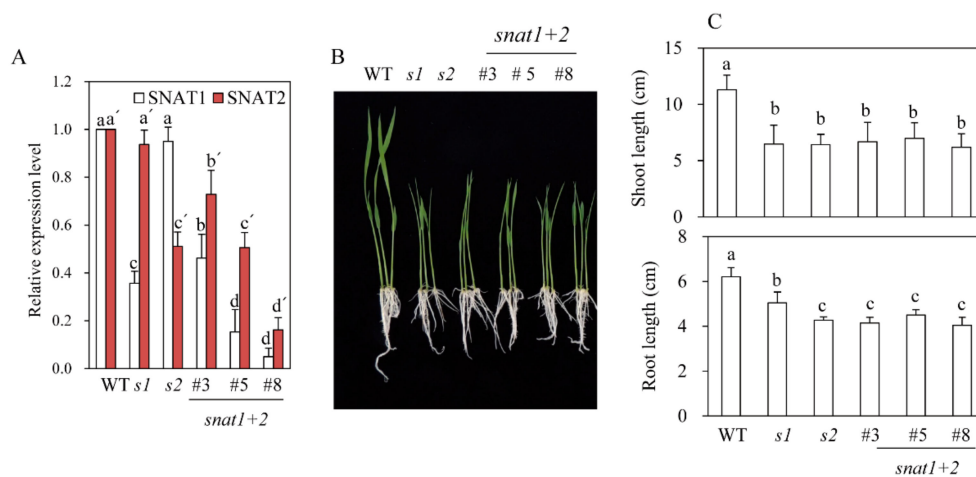 A
Relative expression level
1.2
1.0
0.8
0.6
0.4
0.2
0.0
SNAT1 SNAT2
a a´ a´ a
c c´ b b´
d c´ d d´
WT s1 s2 #3 #5 #8
snat1+2
B
snat1+2
WT s1 s2 #3 # 5 #8
C
Shoot length (cm)
15
10
5
0
a b b b b b
Root length (cm)
8
6
4
2
0
a b c c c c
WT s1 s2 #3 #5 #8
snat1+2